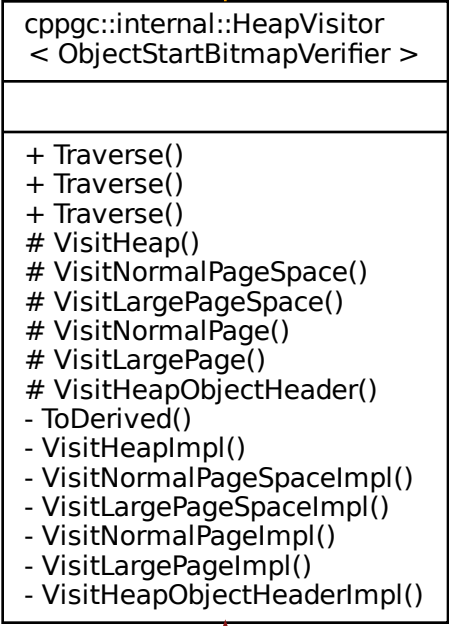 cppgc::internal::HeapVisitor
< ObjectStartBitmapVerifier >
+ Traverse()
+ Traverse()
+ Traverse()
# VisitHeap()
# VisitNormalPageSpace()
# VisitLargePageSpace()
# VisitNormalPage()
# VisitLargePage()
# VisitHeapObjectHeader()
- ToDerived()
- VisitHeapImpl()
- VisitNormalPageSpaceImpl()
- VisitLargePageSpaceImpl()
- VisitNormalPageImpl()
- VisitLargePageImpl()
- VisitHeapObjectHeaderImpl()